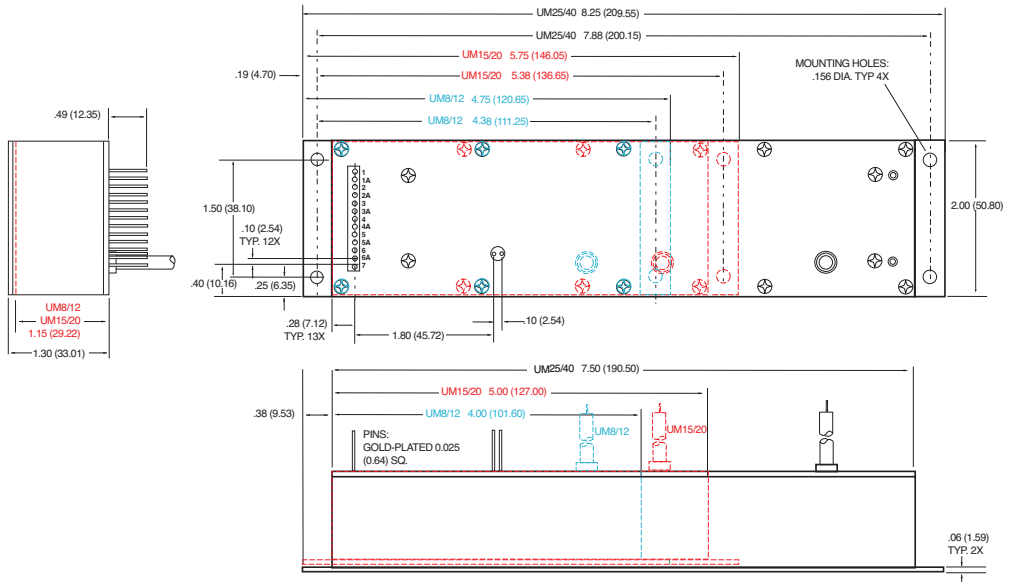 UM25/40 8.25 (209.55)
UM25/40 7.88 (200.15)
UM15/20 5.75 (146.05)
.19 (4.70)
UM15/20 5.38 (136.65)
MOUNTING HOLES:
.156 DIA. TYP 4X
UM8/12 4.75 (120.65)
.49 (12.35)
UM8/12 4.38 (111.25)
1
1A
2
2A
3
3A
4
4A
5
5A
6
6A
7
1.50 (38.10)
2.00 (50.80)
.10 (2.54)
TYP. 12X
.40 (10.16)
.25 (6.35)
UM8/12
UM15/20
1.15 (29.22)
1.30 (33.01)
.28 (7.12)
TYP. 13X
1.80 (45.72)
.10 (2.54)
UM25/40 7.50 (190.50)
UM15/20 5.00 (127.00)
.38 (9.53)
UM8/12 4.00 (101.60)
PINS:
GOLD-PLATED 0.025
(0.64) SQ.
UM8/12
UM15/20
.06 (1.59)
TYP. 2X